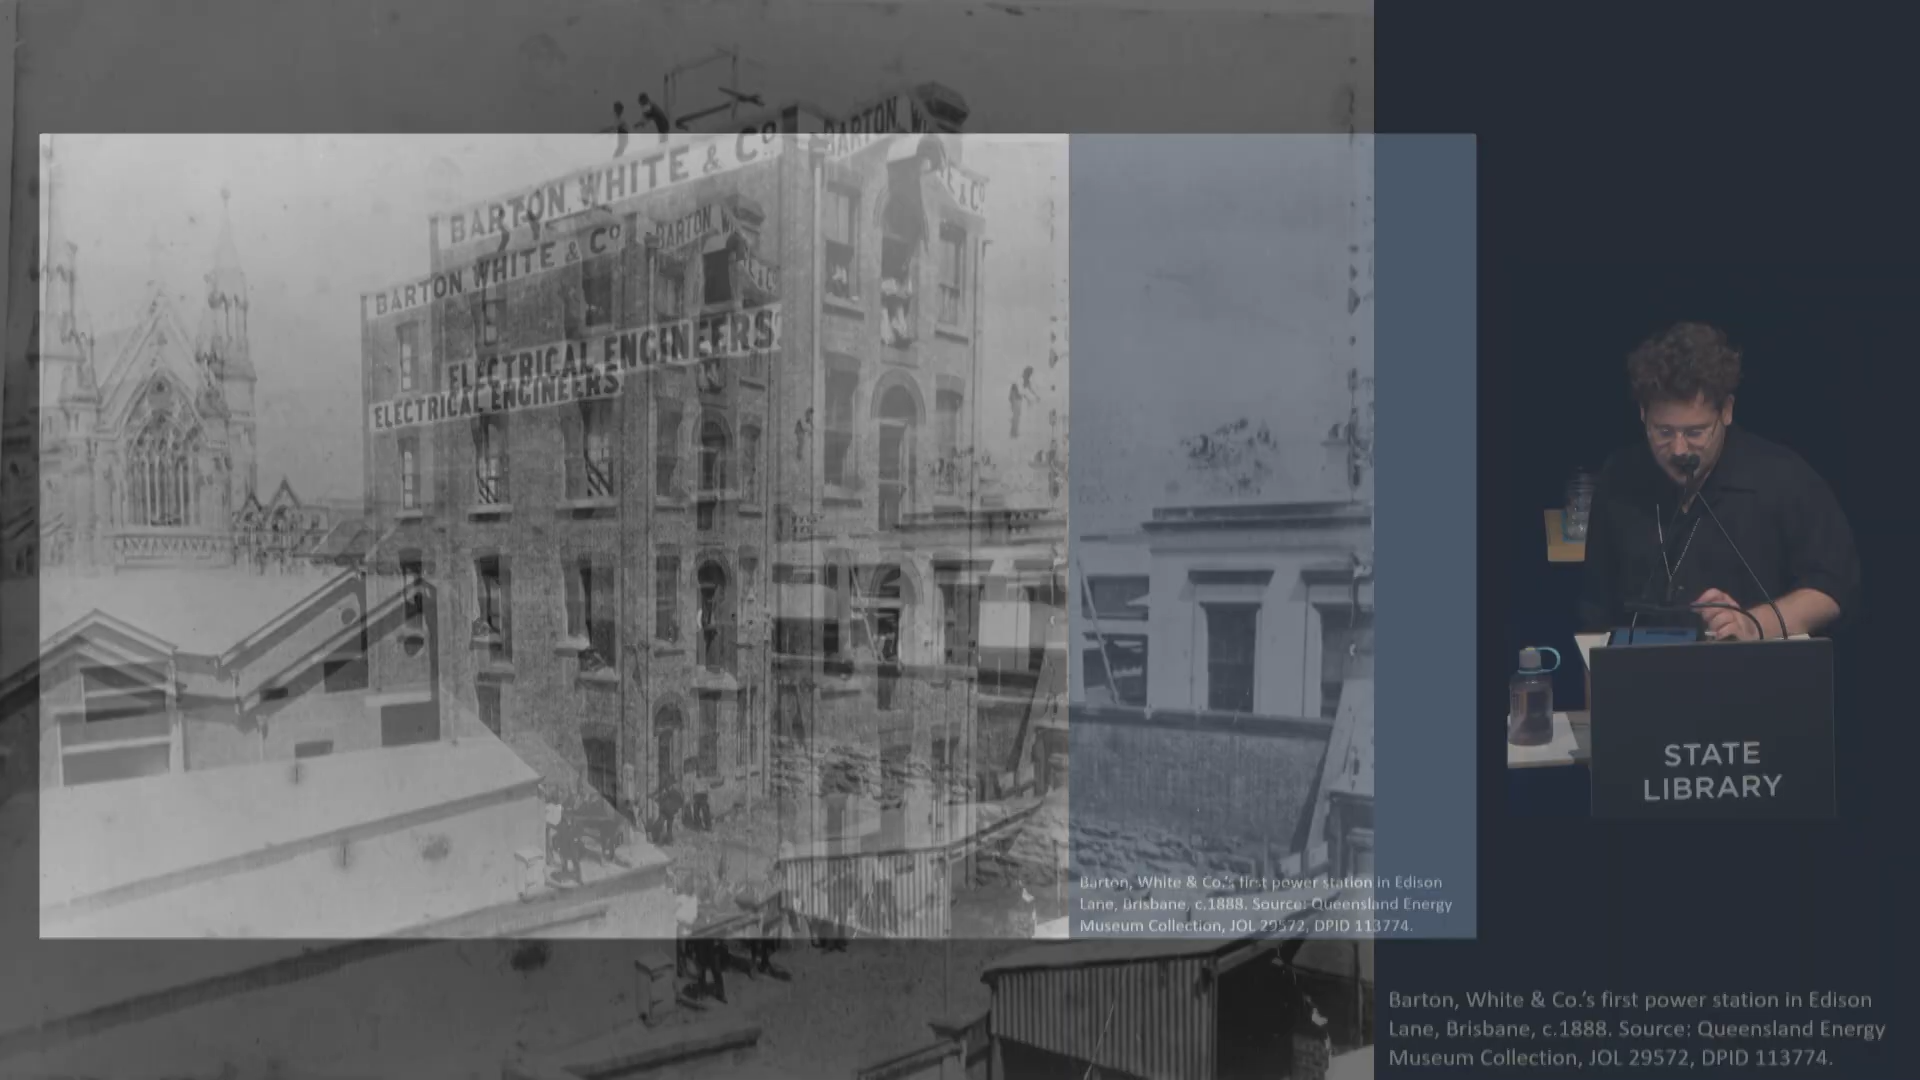 BARTON, WHITE & Co.
BARTON, W
E & Co.
BARTON, WHITE & Co
BARTON, W
E & C
ELECTRICAL ENGINEERS
ELECTRICAL ENGINEERS
Barton, White & Co.'s first power station in Edison
Lane, Brisbane, c.1888. Source: Queensland Energy
Museum Collection, JOL 29572, DPID 113774.
STATE
LIBRARY
Barton, White & Co.'s first power station in Edison
Lane, Brisbane, c.1888. Source: Queensland Energy
Museum Collection, JOL 29572, DPID 113774.